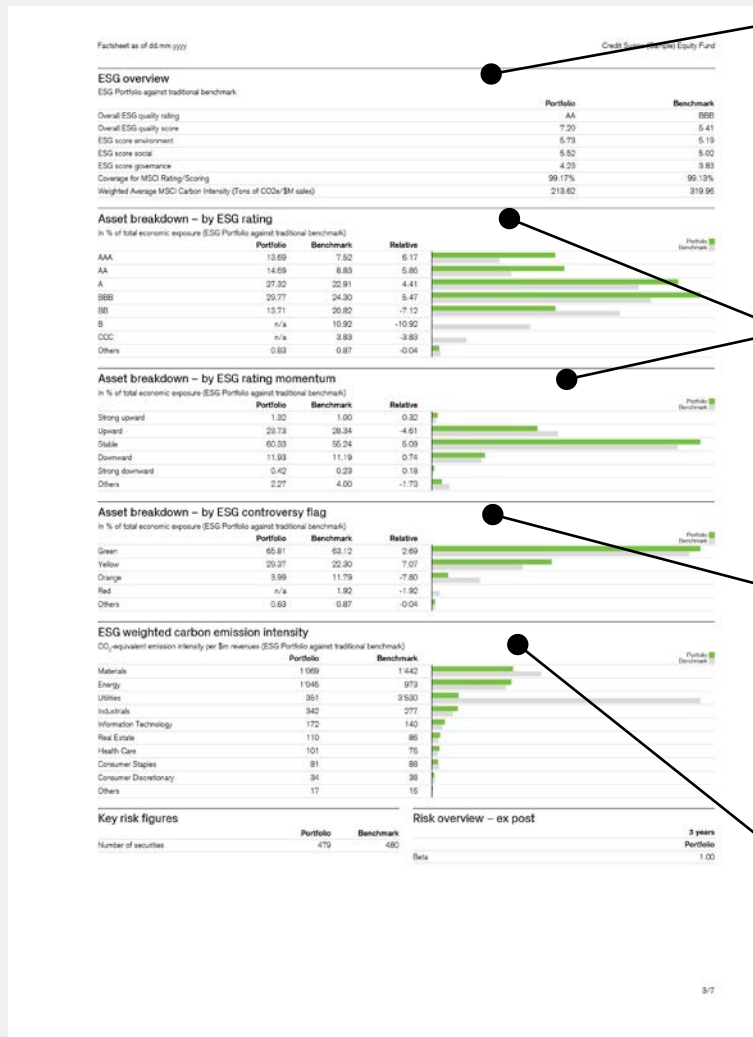 Factsheet as of dd.mm.yyyy Credit Suisse (Sample) Equity Fund
ESG overview
ESG Portfolio against traditional benchmark
Portfolio Benchmark
Overall ESG quality rating AA BBB
Overall ESG quality score 7.20 5.41
ESG score environment 5.73 5.19
ESG score social 5.52 5.02
ESG score governance 4.23 3.83
Coverage for MSCI Rating/Scoring 99.17% 99.13%
Weighted Average MSCI Carbon Intensity (Tons of CO2e/$M sales) 213.62 319.96
Asset breakdown – by ESG rating
In % of total economic exposure (ESG Portfolio against traditional benchmark)
Portfolio Benchmark Relative Portfolio
Benchmark
AAA 13.69 7.52 6.17
AA 14.69 8.83 5.86
A 27.32 22.91 4.41
BBB 29.77 24.30 5.47
BB 13.71 20.82 -7.12
B n/a 10.92 -10.92
CCC n/a 3.83 -3.83
Others 0.83 0.87 -0.04
Asset breakdown – by ESG rating momentum
In % of total economic exposure (ESG Portfolio against traditional benchmark)
Portfolio Benchmark Relative Portfolio
Benchmark
Strong upward 1.32 1.00 0.32
Upward 23.73 28.34 -4.61
Stable 60.33 55.24 5.09
Downward 11.93 11.19 0.74
Strong downward 0.42 0.23 0.18
Others 2.27 4.00 -1.73
Asset breakdown – by ESG controversy flag
In % of total economic exposure (ESG Portfolio against traditional benchmark)
Portfolio Benchmark Relative Portfolio
Benchmark
Green 65.81 63.12 2.69
Yellow 29.37 22.30 7.07
Orange 3.99 11.79 -7.80
Red n/a 1.92 -1.92
Others 0.83 0.87 -0.04
ESG weighted carbon emission intensity
CO₂-equivalent emission intensity per $m revenues (ESG Portfolio against traditional benchmark)
Portfolio Benchmark Portfolio
Benchmark
Materials 1'069 1'442
Energy 1'045 973
Utilities 351 3'530
Industrials 342 277
Information Technology 172 140
Real Estate 110 86
Health Care 101 76
Consumer Staples 81 88
Consumer Discretionary 34 38
Others 17 16
Key risk figures Risk overview – ex post
Portfolio Benchmark 3 years
Number of securities 479 480 Portfolio
Beta 1.00
3/7